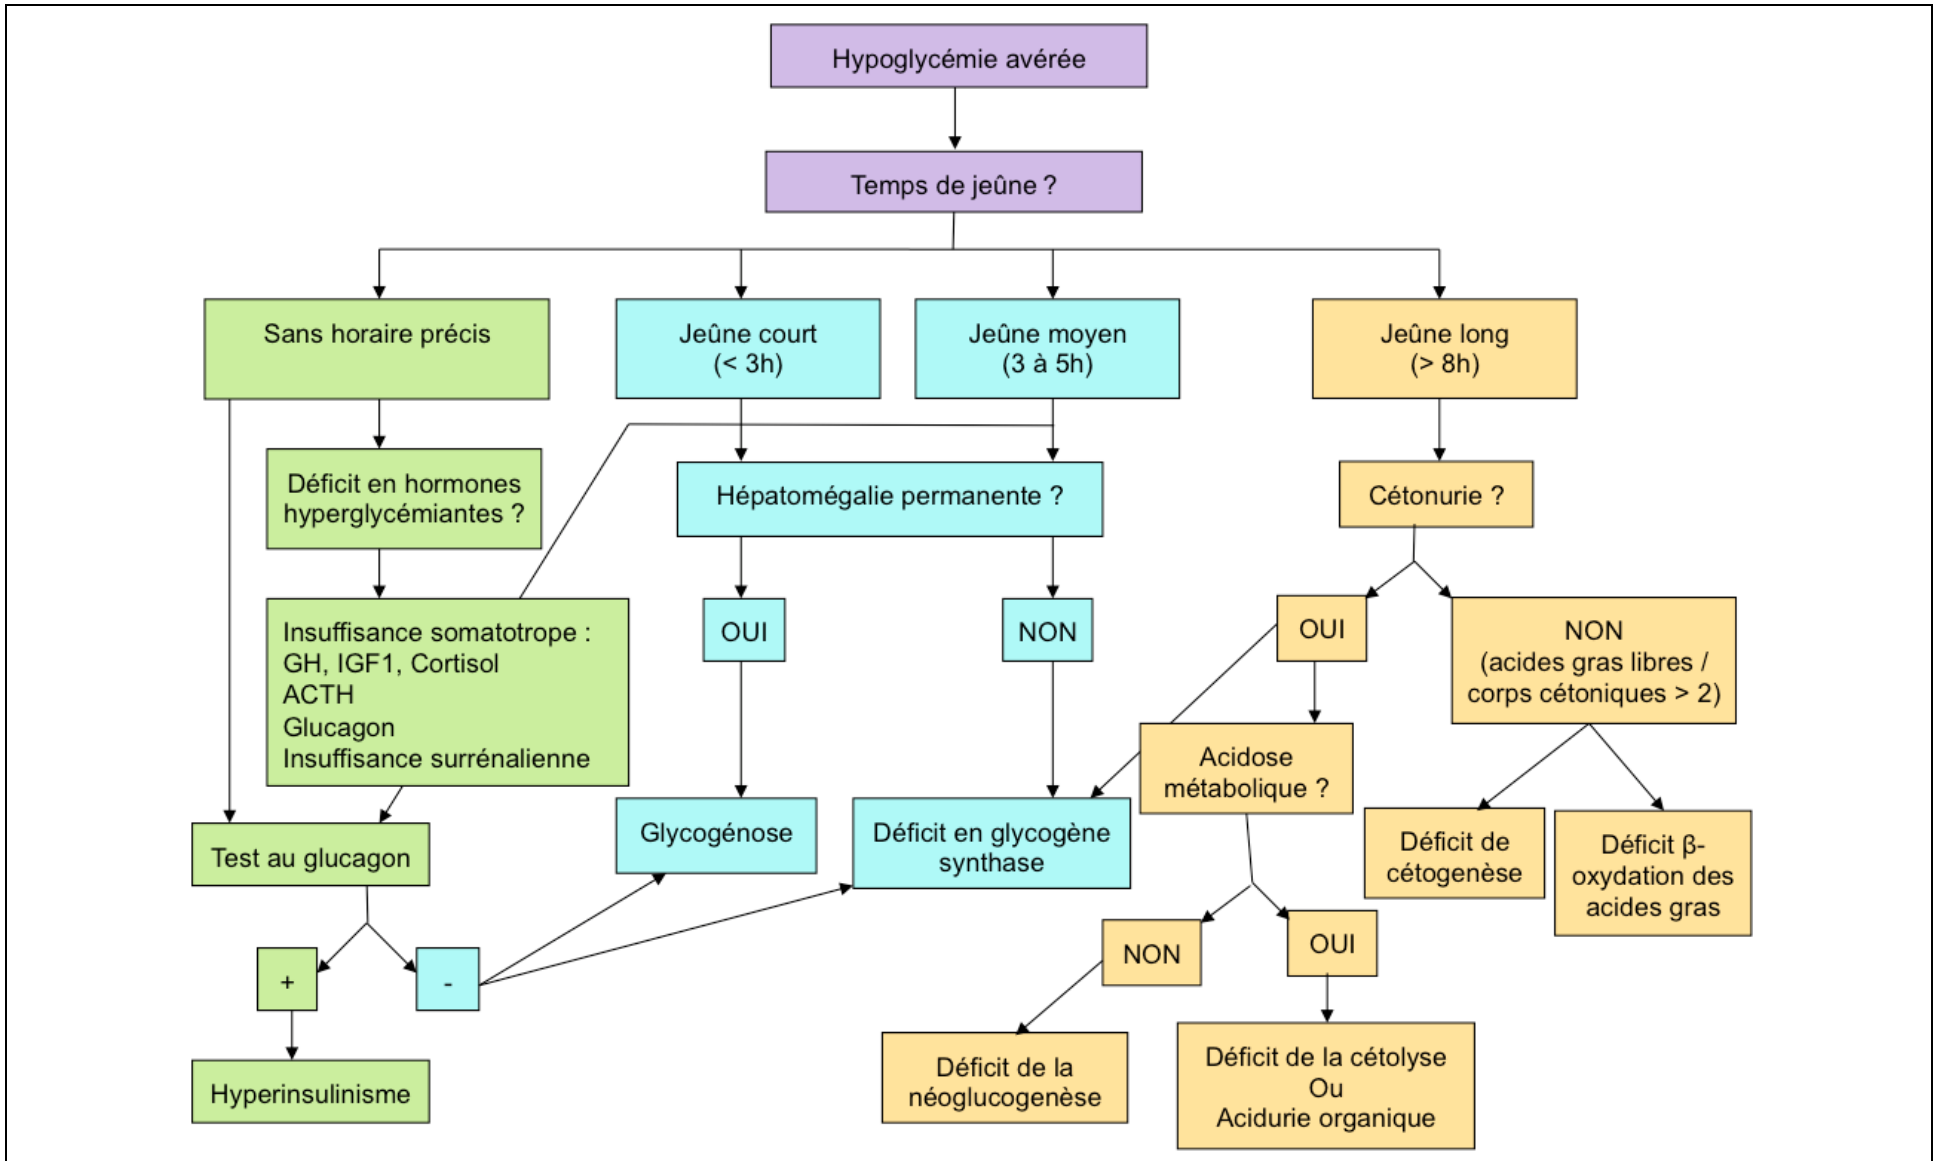 Hypoglycémie avérée
Temps de jeûne ?
Sans horaire précis
Jeûne court
(< 3h)
Jeûne moyen
(3 à 5h)
Jeûne long
(> 8h)
Déficit en hormones
hyperglycémiantes ?
Hépatomégalie permanente ?
Cétonurie ?
Insuffisance somatotrope :
GH, IGF1, Cortisol
ACTH
Glucagon
Insuffisance surrénalienne
OUI
NON
OUI
NON
(acides gras libres /
corps cétoniques > 2)
Acidose
métabolique ?
Test au glucagon
Glycogénose
Déficit en glycogène
synthase
Déficit de
cétogenèse
Déficit β-
oxydation des
acides gras
+
-
NON
OUI
Hyperinsulinisme
Déficit de la
néoglucogenèse
Déficit de la cétolyse
Ou
Acidurie organique